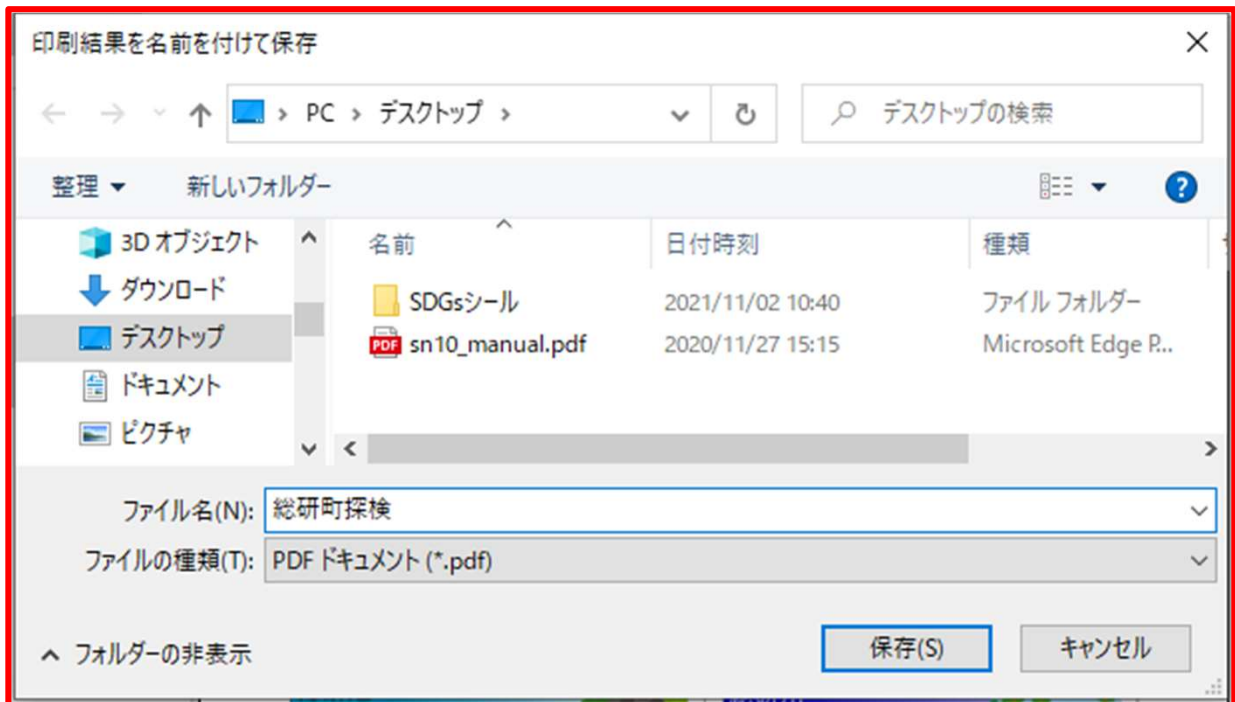 印刷結果を名前を付けて保存
PC › デスクトップ ›
デスクトップの検索
整理 新しいフォルダー
3D オブジェクト
ダウンロード
デスクトップ
ドキュメント
ピクチャ
名前 日付時刻 種類
SDGsシール 2021/11/02 10:40 ファイル フォルダー
PDF sn10_manual.pdf 2020/11/27 15:15 Microsoft Edge P...
ファイル名(N): 総研町探検
ファイルの種類(T): PDF ドキュメント (*.pdf)
フォルダーの非表示 保存(S) キャンセル